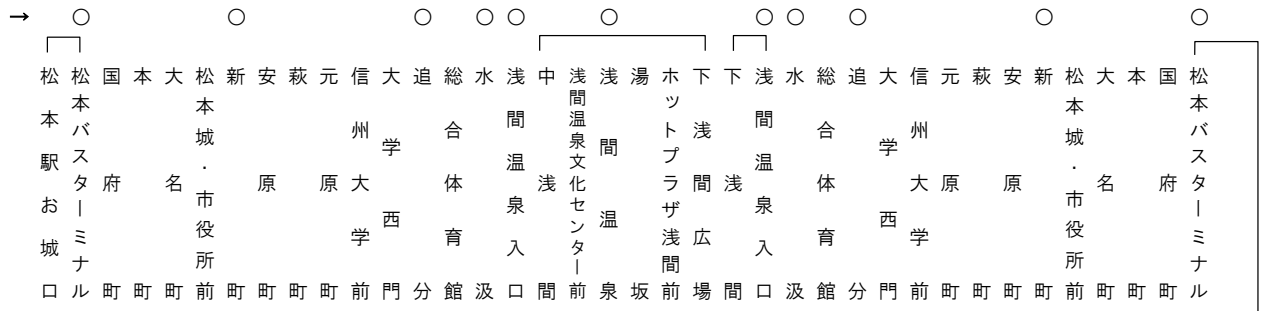 → ○ ○ ○ ○ ○ ○ ○ ○ ○ ○ ○
松本駅お城口
松本バスターミナル
国府町
本町
大名町
松本城・市役所前
新町
安原町
萩町
元原町
信州大学前
大学西門
追分
総合体育館
水汲
浅間温泉入口
中浅間
浅間温泉文化センター前
浅間温泉
湯坂
ホットプラザ浅間前
下浅間広場
下浅間
浅間温泉入口
水汲
総合体育館
追分
大学西門
信州大学前
元原町
萩町
安原町
新町
松本城・市役所前
大名町
本町
国府町
松本バスターミナル